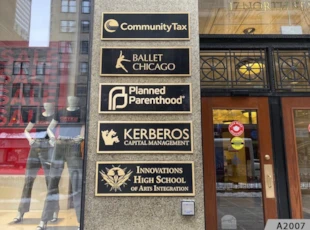 CommunityTax
BALLET
CHICAGO
Planned
Parenthood®
KERBEROS
CAPITAL MANAGEMENT
INNOVATIONS
HIGH SCHOOL
OF ARTS INTEGRATION
A2007